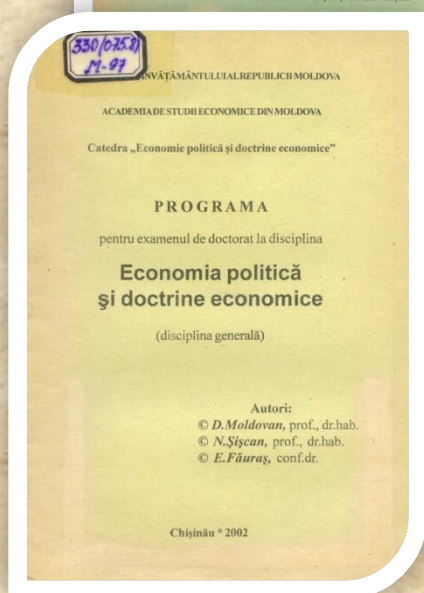 330(075.8)
M-97
ÎNVĂŢĂMÂNTULUI AL REPUBLICII MOLDOVA
ACADEMIA DE STUDII ECONOMICE DIN MOLDOVA
Catedra „Economie politică şi doctrine economice”
PROGRAMA
pentru examenul de doctorat la disciplina
Economia politică
şi doctrine economice
(disciplina generală)
Autori:
© D.Moldovan, prof., dr.hab.
© N.Şişcan, prof., dr.hab.
© E.Făuraş, conf.dr.
Chişinău * 2002